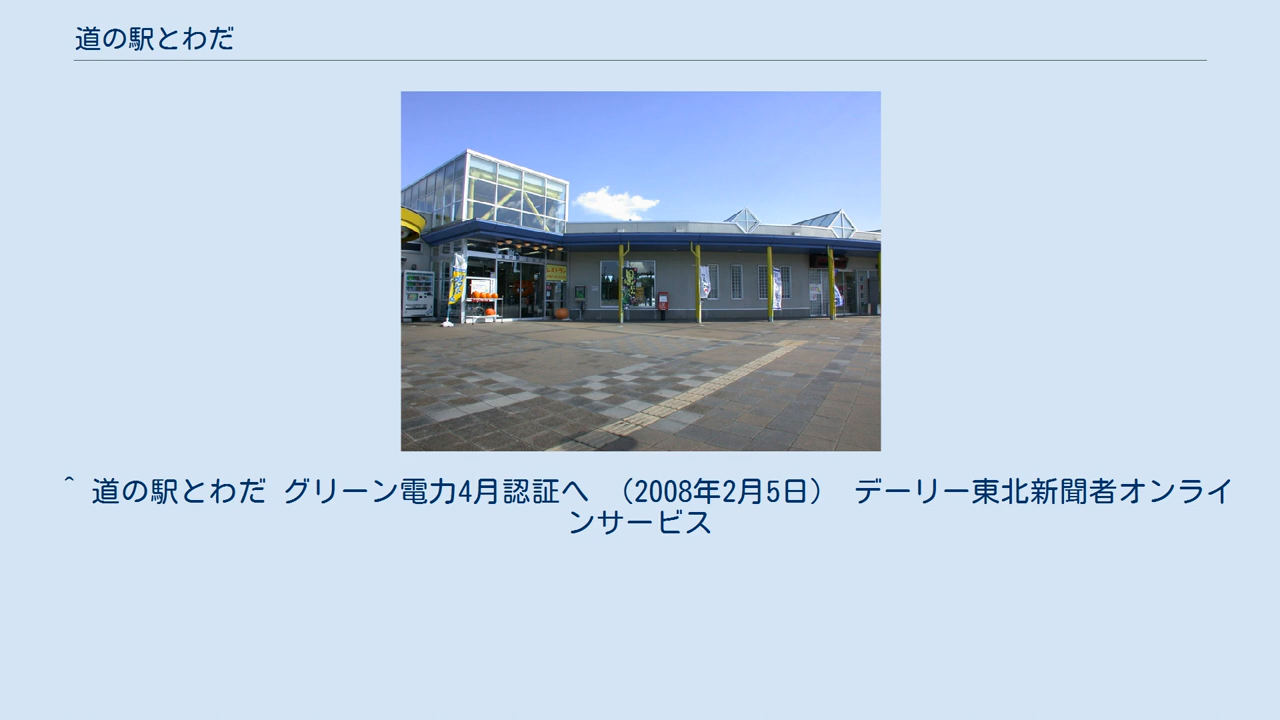 道の駅とわだ
^ 道の駅とわだ グリーン電力4月認証へ （2008年2月5日） デーリー東北新聞者オンライ
ンサービス